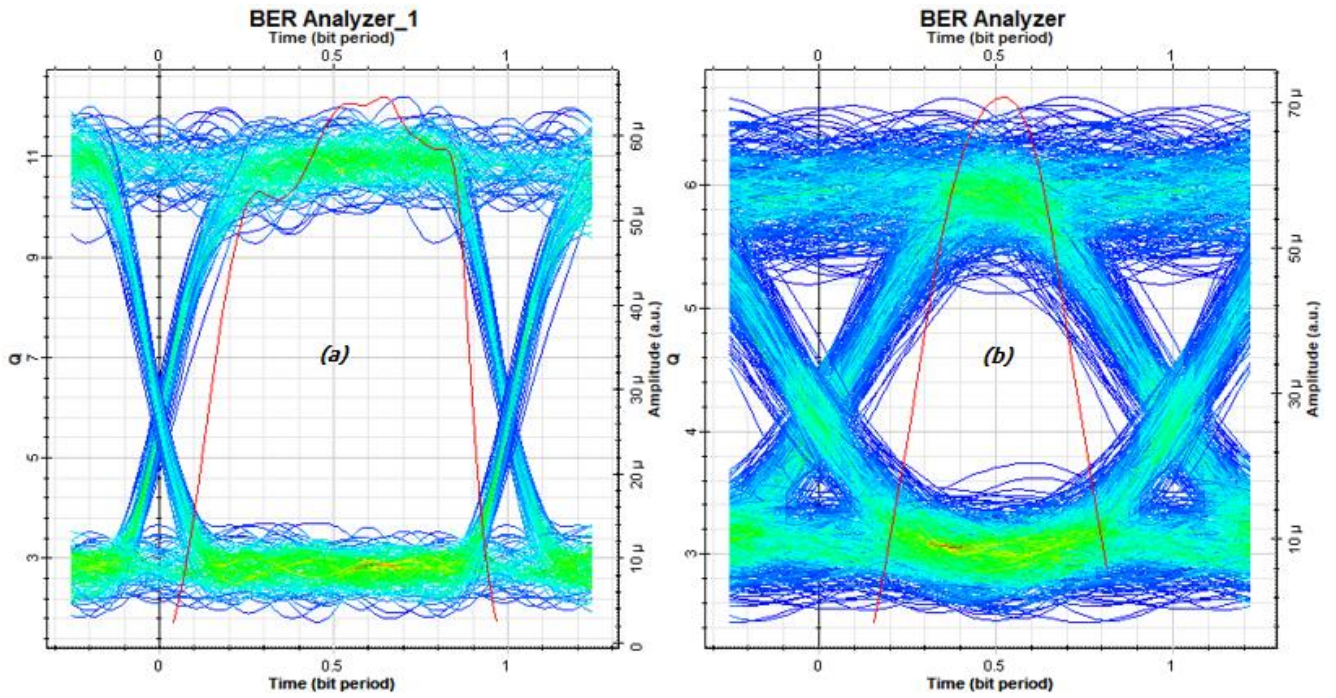 BER Analyzer_1
Time (bit period)
0 0.5 1
11
9
7
5
3
Q
(a)
60 µ
50 µ
40 µ
30 µ
20 µ
10 µ
0
Amplitude (a.u.)
0 0.5 1
Time (bit period)
BER Analyzer
Time (bit period)
0 0.5 1
6
5
4
3
Q
(b)
70 µ
50 µ
30 µ
10 µ
Amplitude (a.u.)
0 0.5 1
Time (bit period)